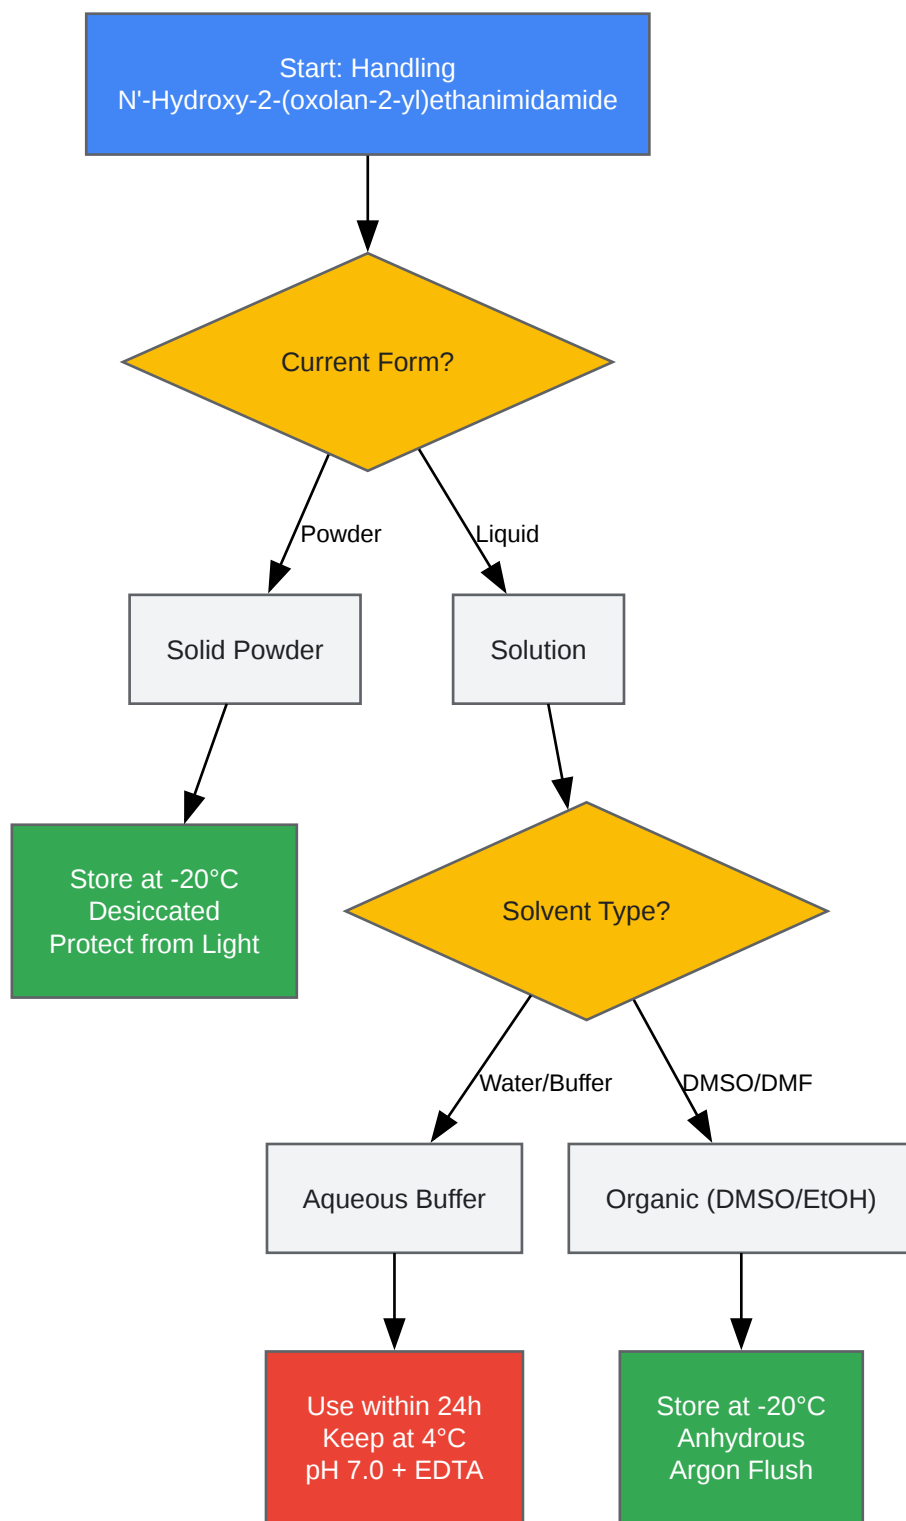 Start: Handling
N'-Hydroxy-2-(oxolan-2-yl)ethanimidamide
Current Form?
Powder
Liquid
Solid Powder
Solution
Store at -20°C
Desiccated
Protect from Light
Solvent Type?
Water/Buffer
DMSO/DMF
Aqueous Buffer
Organic (DMSO/EtOH)
Use within 24h
Keep at 4°C
pH 7.0 + EDTA
Store at -20°C
Anhydrous
Argon Flush